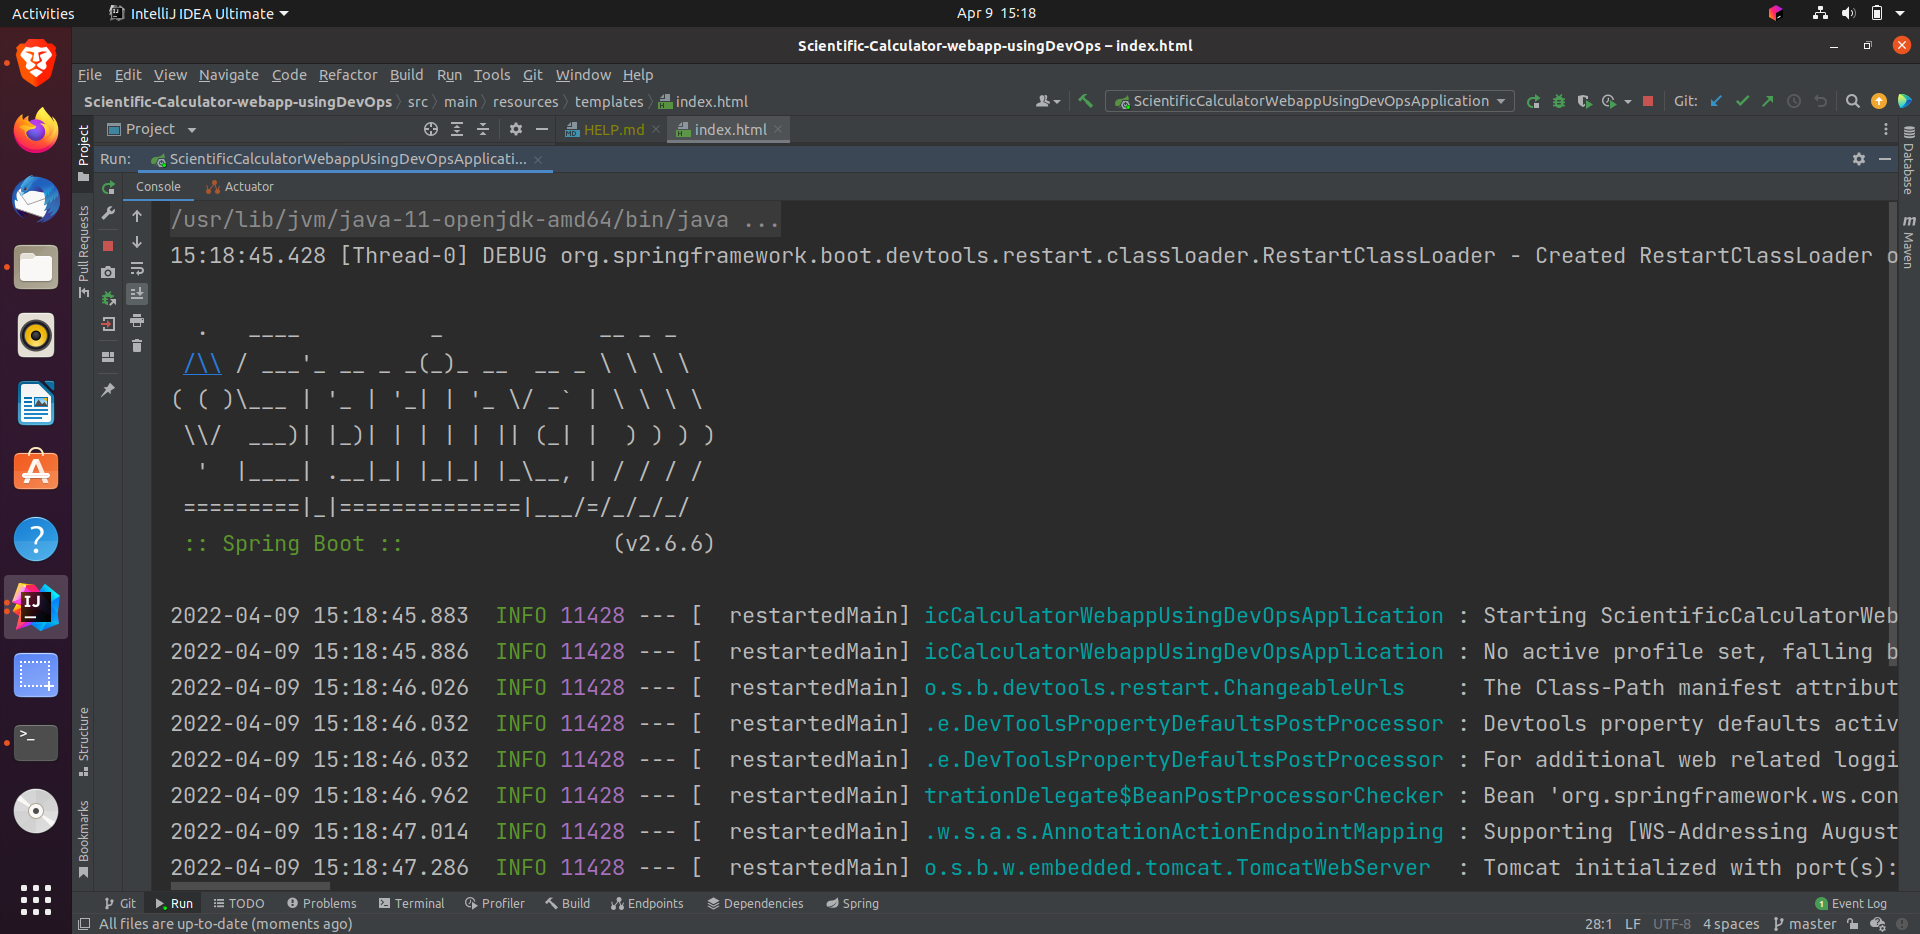 Activities IntelliJ IDEA Ultimate Apr 9 15:18
Scientific-Calculator-webapp-usingDevOps – index.html
File Edit View Navigate Code Refactor Build Run Tools Git Window Help
Scientific-Calculator-webapp-usingDevOps src main resources templates index.html ScientificCalculatorWebappUsingDevOpsApplication Git:
Project HELP.md index.html
Run: ScientificCalculatorWebappUsingDevOpsApplicati...
Console Actuator
/usr/lib/jvm/java-11-openjdk-amd64/bin/java ...
15:18:45.428 [Thread-0] DEBUG org.springframework.boot.devtools.restart.classloader.RestartClassLoader - Created RestartClassLoader o
  .   ____          _            __ _ _
 /\\ / ___'_ __ _ _(_)_ __  __ _ \ \ \ \
( ( )\___ | '_ | '_| | '_ \/ _` | \ \ \ \
 \\/  ___)| |_)| | | | | || (_| |  ) ) ) )
  '  |____| .__|_| |_|_| |_\__, | / / / /
 =========|_|==============|___/=/_/_/_/
 :: Spring Boot ::                (v2.6.6)
2022-04-09 15:18:45.883  INFO 11428 --- [  restartedMain] icCalculatorWebappUsingDevOpsApplication : Starting ScientificCalculatorWeb
2022-04-09 15:18:45.886  INFO 11428 --- [  restartedMain] icCalculatorWebappUsingDevOpsApplication : No active profile set, falling b
2022-04-09 15:18:46.026  INFO 11428 --- [  restartedMain] o.s.b.devtools.restart.ChangeableUrls    : The Class-Path manifest attribut
2022-04-09 15:18:46.032  INFO 11428 --- [  restartedMain] .e.DevToolsPropertyDefaultsPostProcessor : Devtools property defaults activ
2022-04-09 15:18:46.032  INFO 11428 --- [  restartedMain] .e.DevToolsPropertyDefaultsPostProcessor : For additional web related loggi
2022-04-09 15:18:46.962  INFO 11428 --- [  restartedMain] trationDelegate$BeanPostProcessorChecker : Bean 'org.springframework.ws.con
2022-04-09 15:18:47.014  INFO 11428 --- [  restartedMain] .w.s.a.s.AnnotationActionEndpointMapping : Supporting [WS-Addressing August
2022-04-09 15:18:47.286  INFO 11428 --- [  restartedMain] o.s.b.w.embedded.tomcat.TomcatWebServer  : Tomcat initialized with port(s):
Project
Pull Requests
Structure
Bookmarks
Database
m Maven
Git Run TODO Problems Terminal Profiler Build Endpoints Dependencies Spring 1 Event Log
All files are up-to-date (moments ago) 28:1 LF UTF-8 4 spaces master